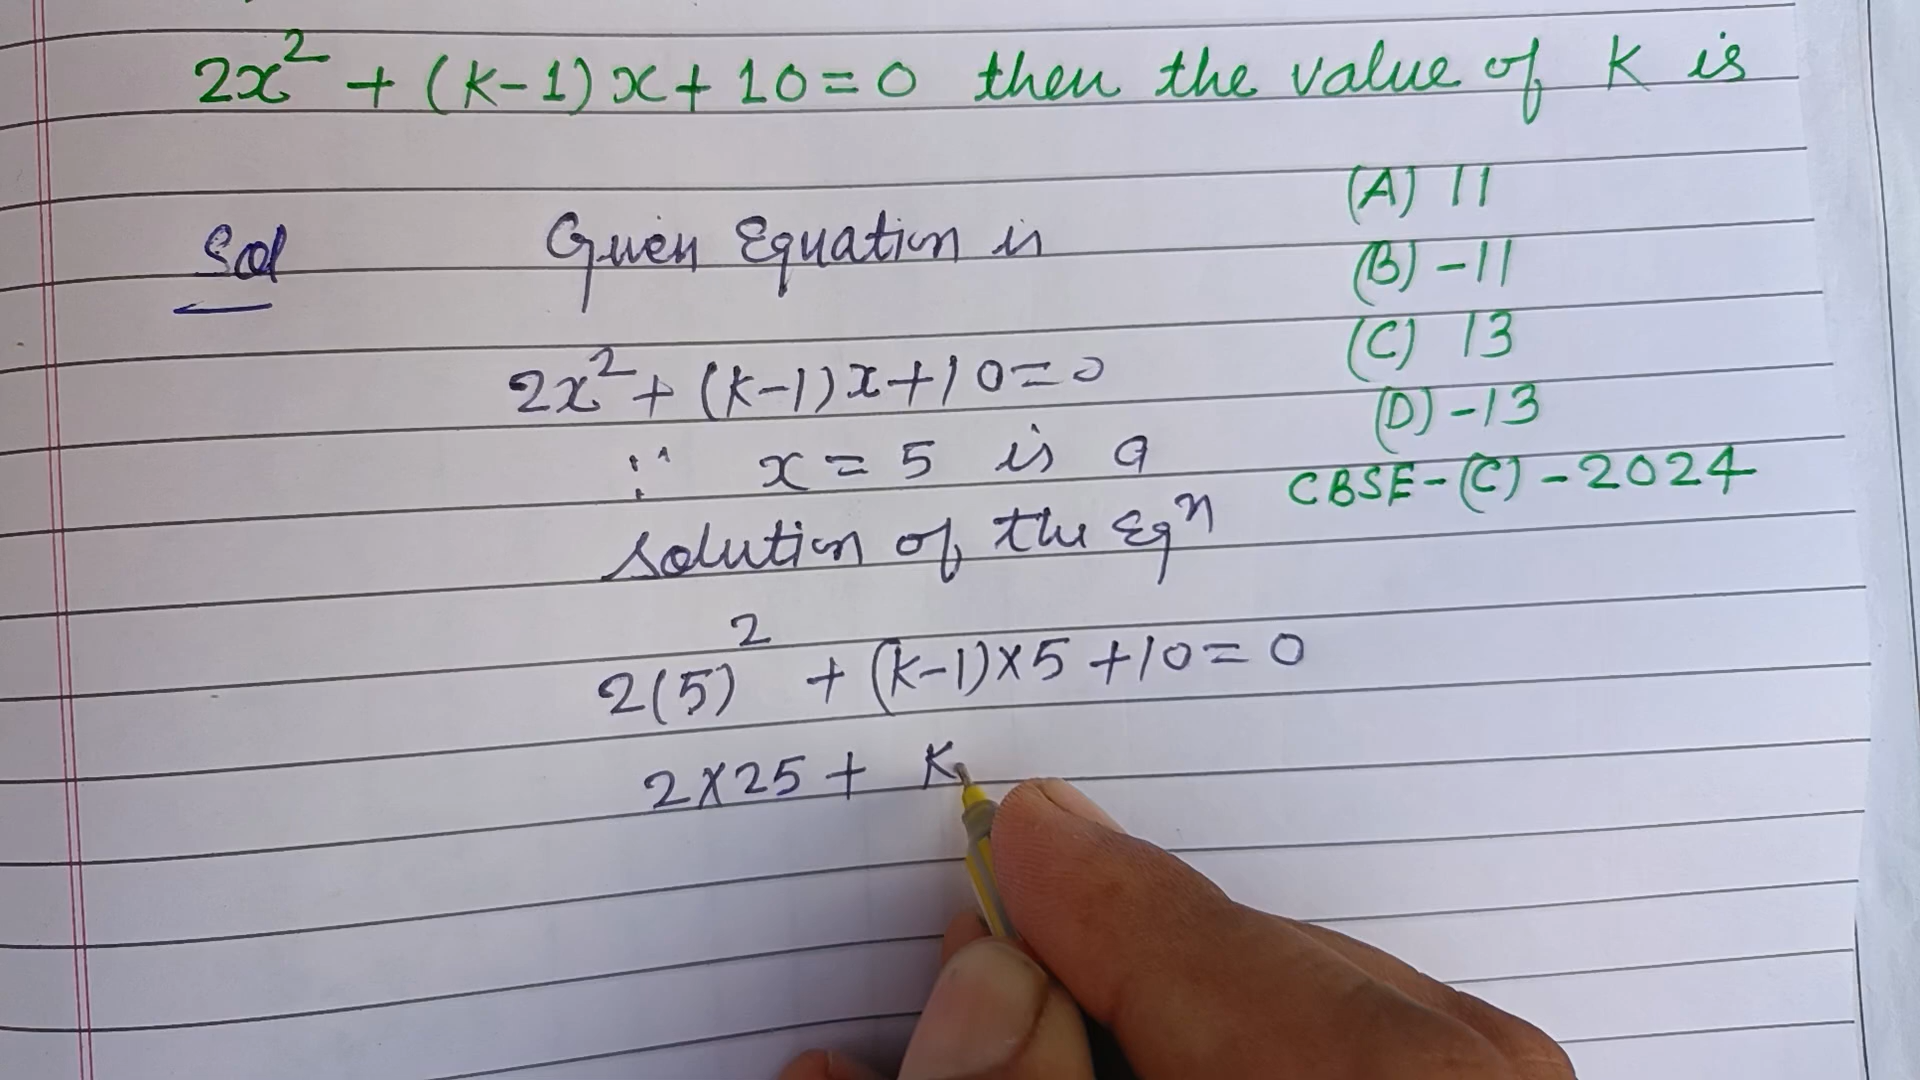 2x² + (K-1)x+10=0 then the value of K is
(A) 11
Sol Given Equation is
(B) -11
(C) 13
2x²+(K-1)x+10=0
(D) -13
∵ x = 5 is a
CBSE-(C)-2024
solution of the Eqⁿ
2(5)² + (K-1)×5+10=0
2×25+ K